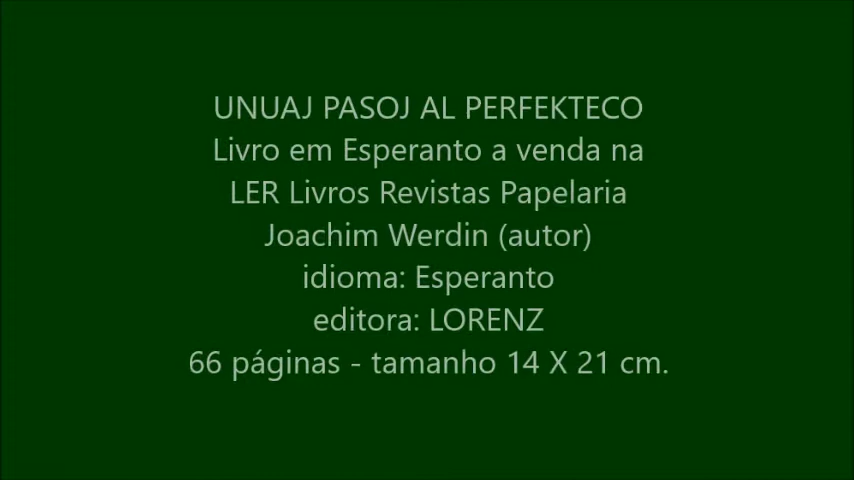 UNUAJ PASOJ AL PERFEKTECO
Livro em Esperanto a venda na
LER Livros Revistas Papelaria
Joachim Werdin (autor)
idioma: Esperanto
editora: LORENZ
66 páginas - tamanho 14 X 21 cm.